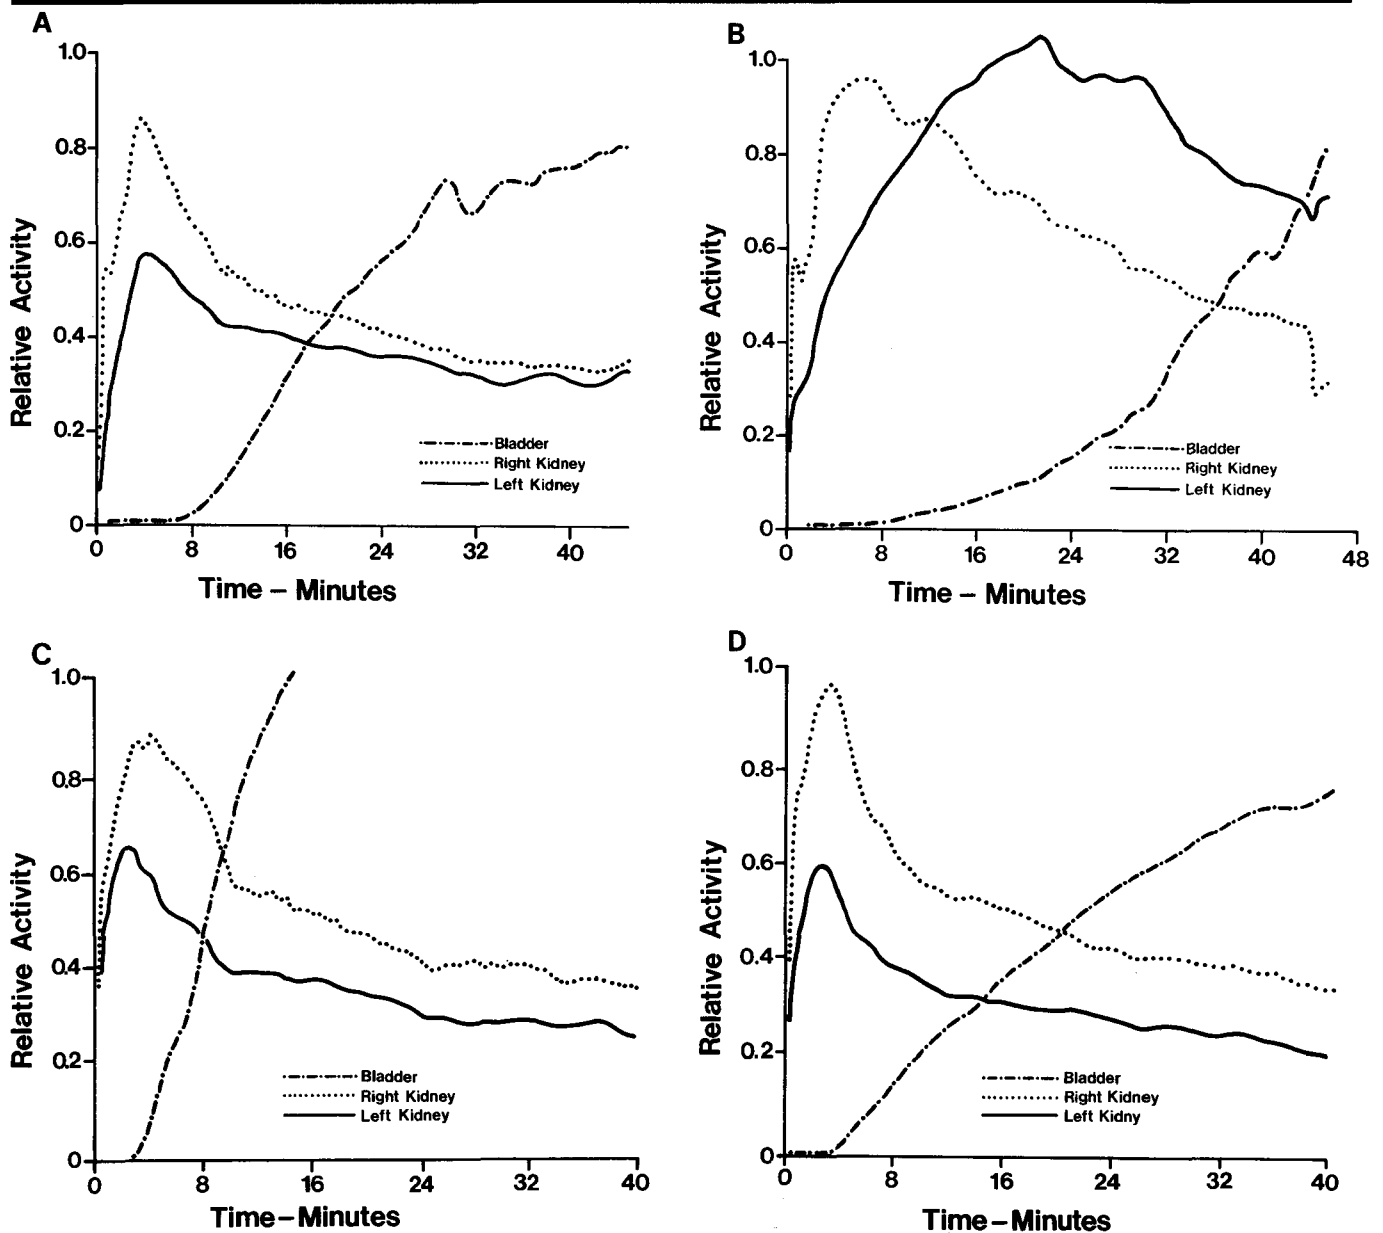 A
1.0
0.8
0.6
0.4
0.2
0
Relative Activity
Bladder
Right Kidney
Left Kidney
0 8 16 24 32 40
Time – Minutes
B
1.0
0.8
0.6
0.4
0.2
0
Relative Activity
Bladder
Right Kidney
Left Kidney
0 8 16 24 32 40 48
Time – Minutes
C
1.0
0.8
0.6
0.4
0.2
0
Relative Activity
Bladder
Right Kidney
Left Kidney
0 8 16 24 32 40
Time–Minutes
D
1.0
0.8
0.6
0.4
0.2
0
Relative Activity
Bladder
Right Kidney
Left Kidny
0 8 16 24 32 40
Time–Minutes